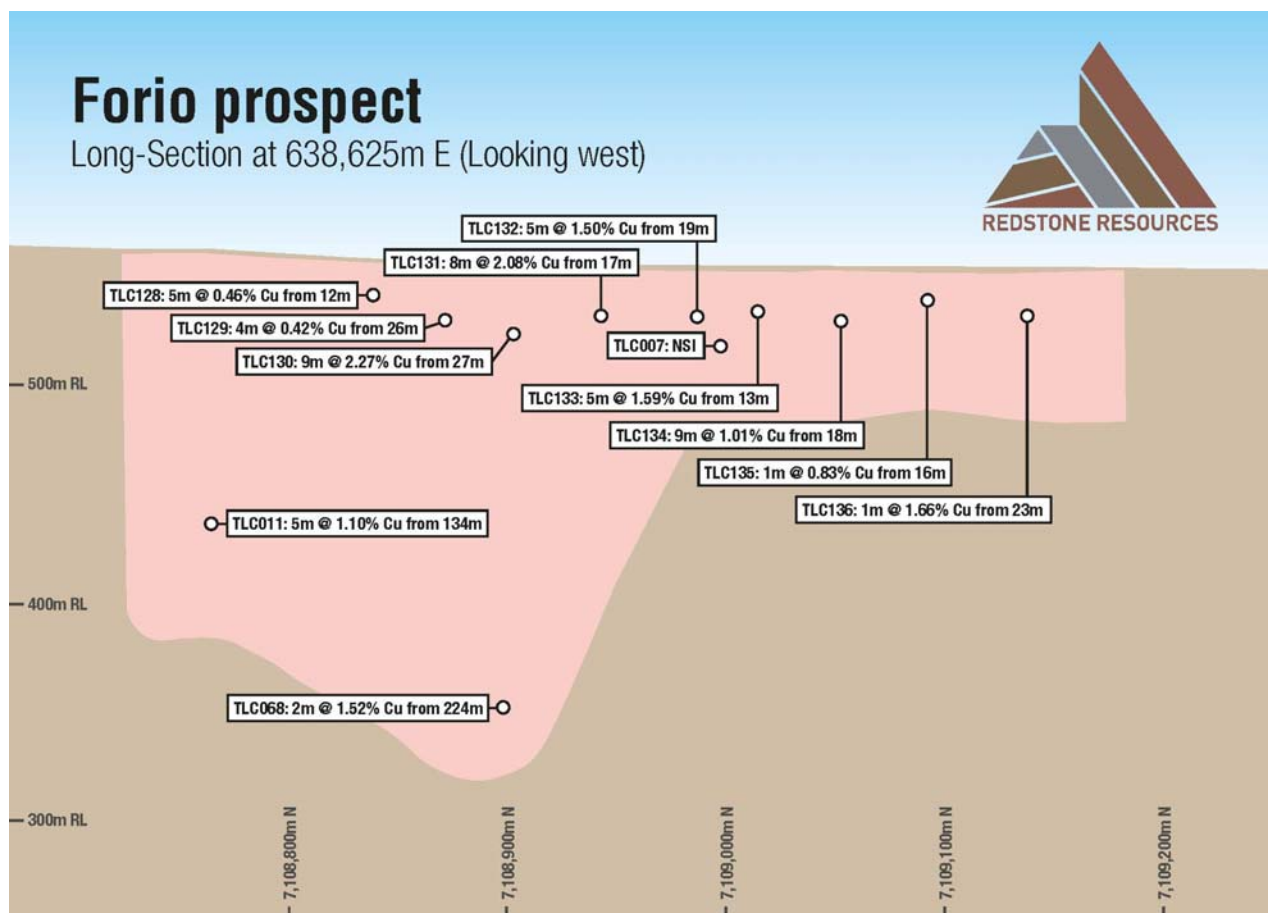 Forio prospect
Long-Section at 638,625m E (Looking west)
REDSTONE RESOURCES
TLC132: 5m @ 1.50% Cu from 19m
TLC131: 8m @ 2.08% Cu from 17m
TLC128: 5m @ 0.46% Cu from 12m
TLC129: 4m @ 0.42% Cu from 26m
TLC130: 9m @ 2.27% Cu from 27m
TLC007: NSI
500m RL
TLC133: 5m @ 1.59% Cu from 13m
TLC134: 9m @ 1.01% Cu from 18m
TLC135: 1m @ 0.83% Cu from 16m
TLC136: 1m @ 1.66% Cu from 23m
TLC011: 5m @ 1.10% Cu from 134m
400m RL
TLC068: 2m @ 1.52% Cu from 224m
300m RL
7,108,800m N
7,108,900m N
7,109,000m N
7,109,100m N
7,109,200m N